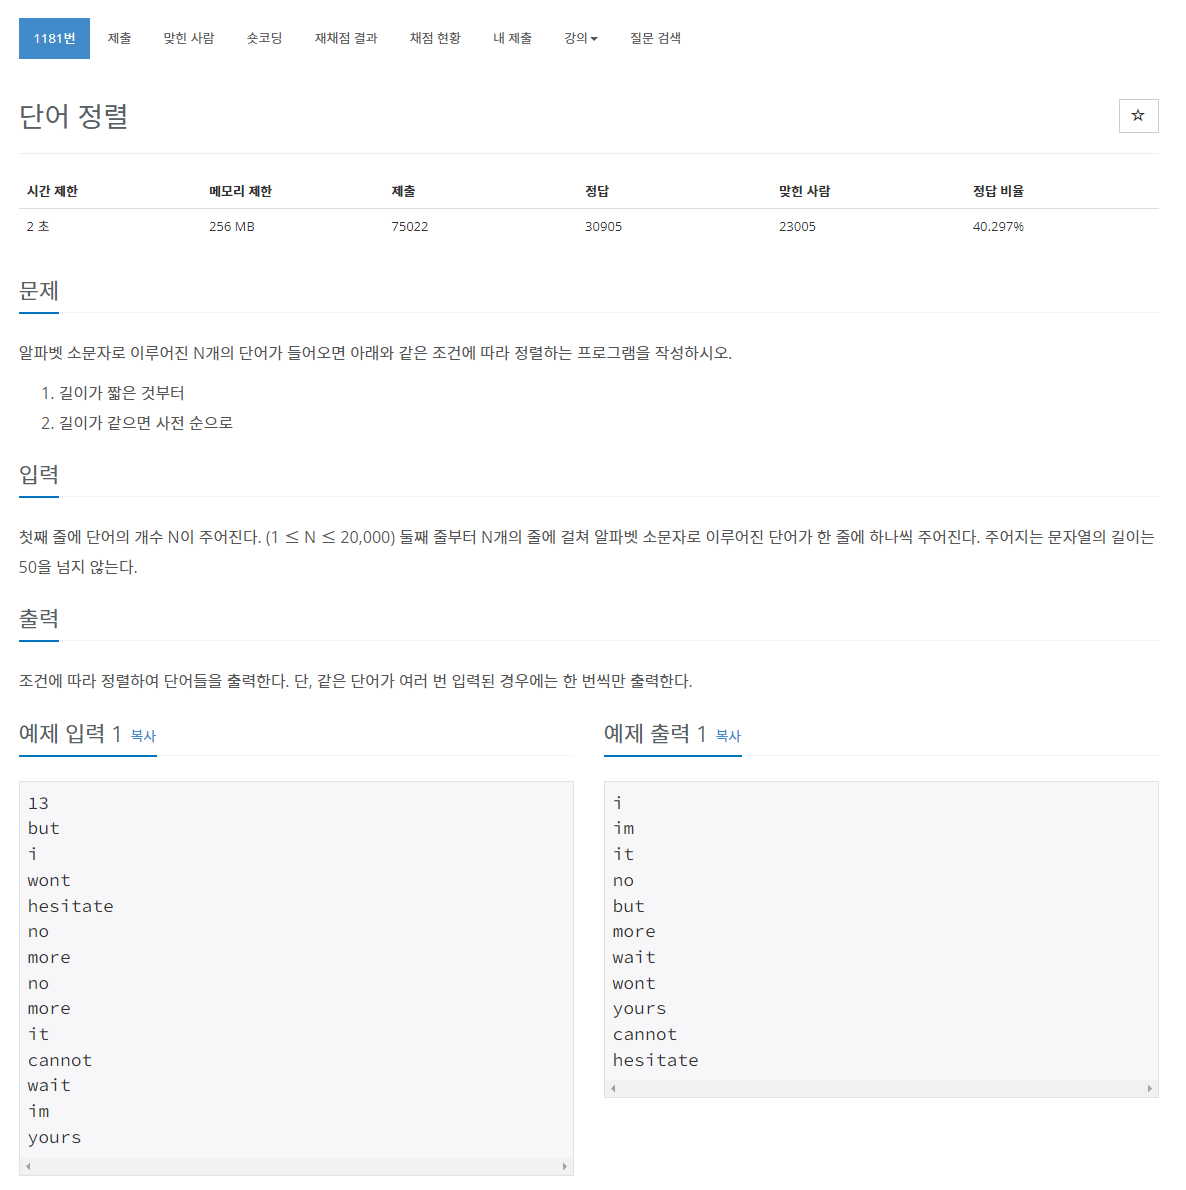 1181번 제출 맞힌 사람 숏코딩 재채점 결과 채점 현황 내 제출 강의 질문 검색
단어 정렬
시간 제한 메모리 제한 제출 정답 맞힌 사람 정답 비율
2 초 256 MB 75022 30905 23005 40.297%
문제
알파벳 소문자로 이루어진 N개의 단어가 들어오면 아래와 같은 조건에 따라 정렬하는 프로그램을 작성하시오.
1. 길이가 짧은 것부터
2. 길이가 같으면 사전 순으로
입력
첫째 줄에 단어의 개수 N이 주어진다. (1 ≤ N ≤ 20,000) 둘째 줄부터 N개의 줄에 걸쳐 알파벳 소문자로 이루어진 단어가 한 줄에 하나씩 주어진다. 주어지는 문자열의 길이는
50을 넘지 않는다.
출력
조건에 따라 정렬하여 단어들을 출력한다. 단, 같은 단어가 여러 번 입력된 경우에는 한 번씩만 출력한다.
예제 입력 1 복사
13
but
i
wont
hesitate
no
more
no
more
it
cannot
wait
im
yours
예제 출력 1 복사
i
im
it
no
but
more
wait
wont
yours
cannot
hesitate